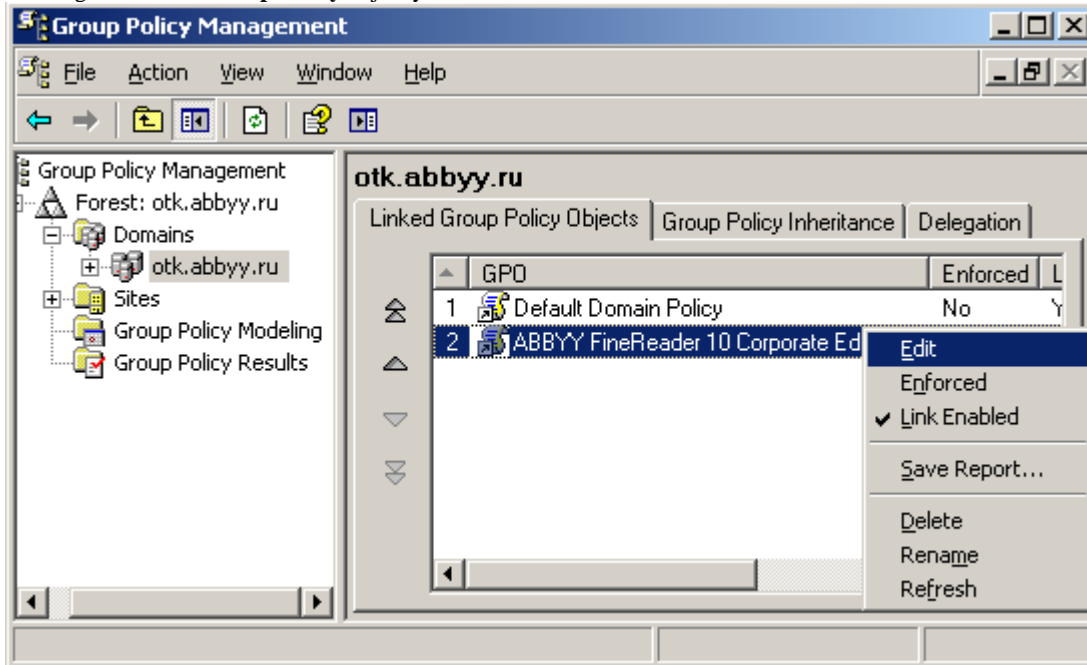 Group Policy Management
File Action View Window Help
Group Policy Management
Forest: otk.abbyy.ru
Domains
otk.abbyy.ru
Sites
Group Policy Modeling
Group Policy Results
otk.abbyy.ru
Linked Group Policy Objects Group Policy Inheritance Delegation
GPO Enforced L
1 Default Domain Policy No Y
2 ABBYY FineReader 10 Corporate Ed
Edit
Enforced
Link Enabled
Save Report...
Delete
Rename
Refresh